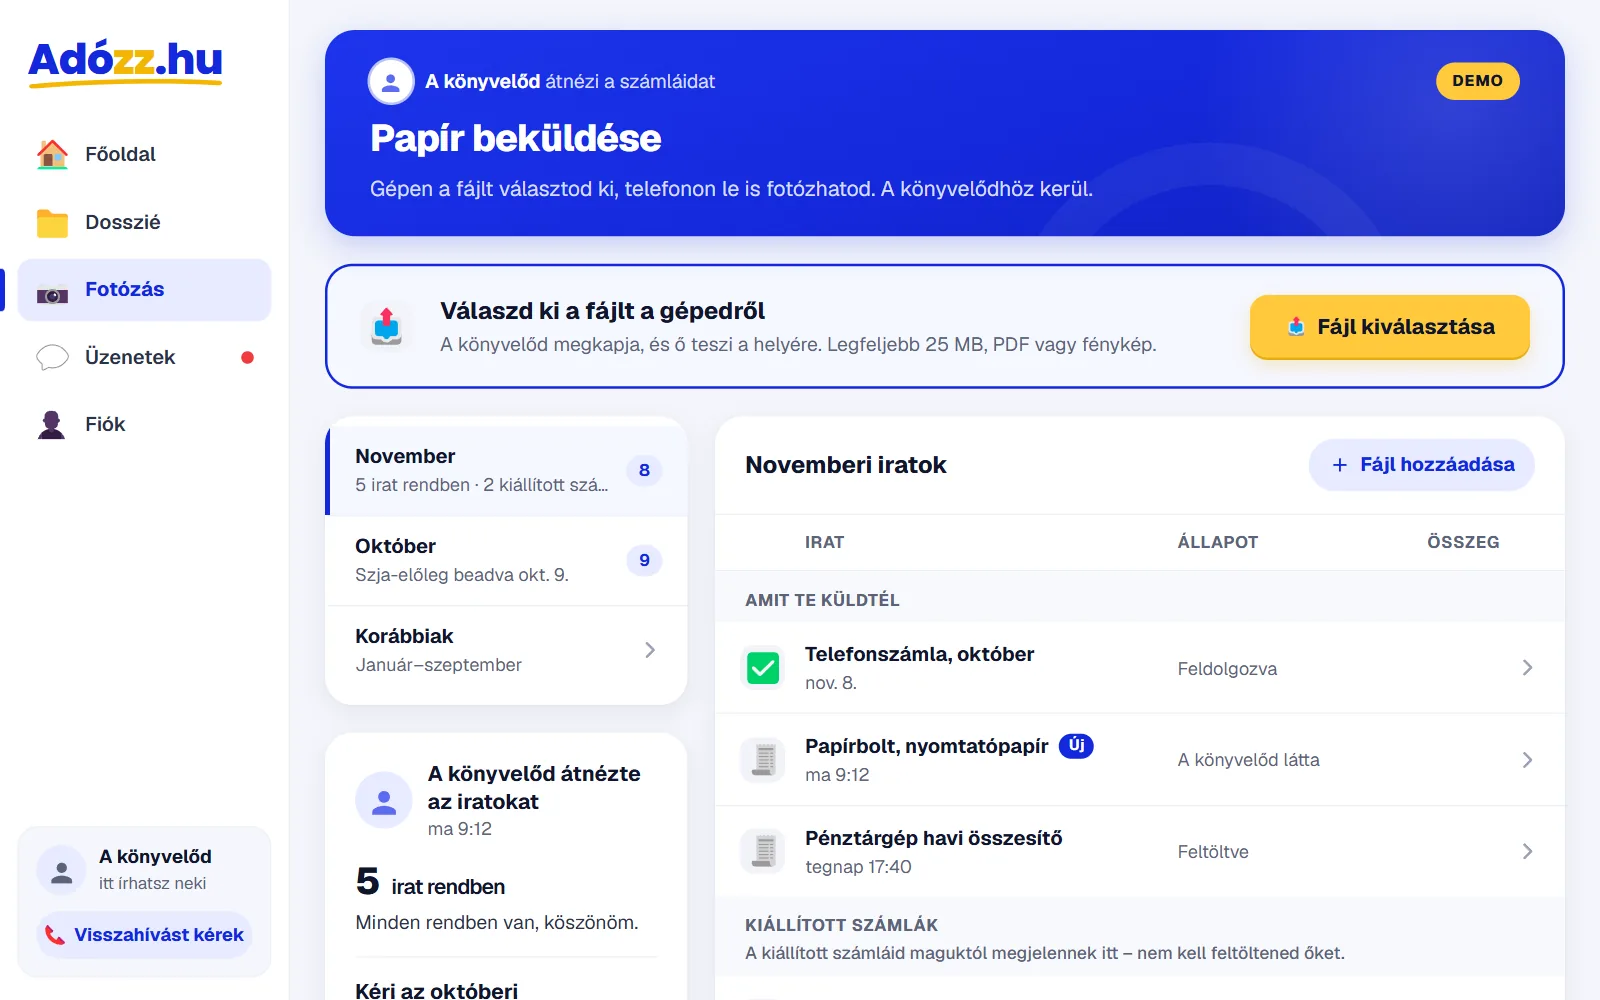 Adózz.hu
Főoldal
Dosszié
Fotózás
Üzenetek
Fiók
A könyvelőd
itt írhatsz neki
Visszahívást kérek
A könyvelőd átnézi a számláidat
DEMO
Papír beküldése
Gépen a fájlt választod ki, telefonon le is fotózhatod. A könyvelődhöz kerül.
Válaszd ki a fájlt a gépedről
A könyvelőd megkapja, és ő teszi a helyére. Legfeljebb 25 MB, PDF vagy fénykép.
Fájl kiválasztása
November
5 irat rendben · 2 kiállított szá...
8
Október
Szja-előleg beadva okt. 9.
9
Korábbiak
Január–szeptember
A könyvelőd átnézte
az iratokat
ma 9:12
5 irat rendben
Minden rendben van, köszönöm.
Kéri az októberi
Novemberi iratok
+ Fájl hozzáadása
IRAT ÁLLAPOT ÖSSZEG
AMIT TE KÜLDTÉL
Telefonszámla, október
nov. 8.
Feldolgozva
Papírbolt, nyomtatópapír Új
ma 9:12
A könyvelőd látta
Pénztárgép havi összesítő
tegnap 17:40
Feltöltve
KIÁLLÍTOTT SZÁMLÁK
A kiállított számláid maguktól megjelennek itt – nem kell feltöltened őket.